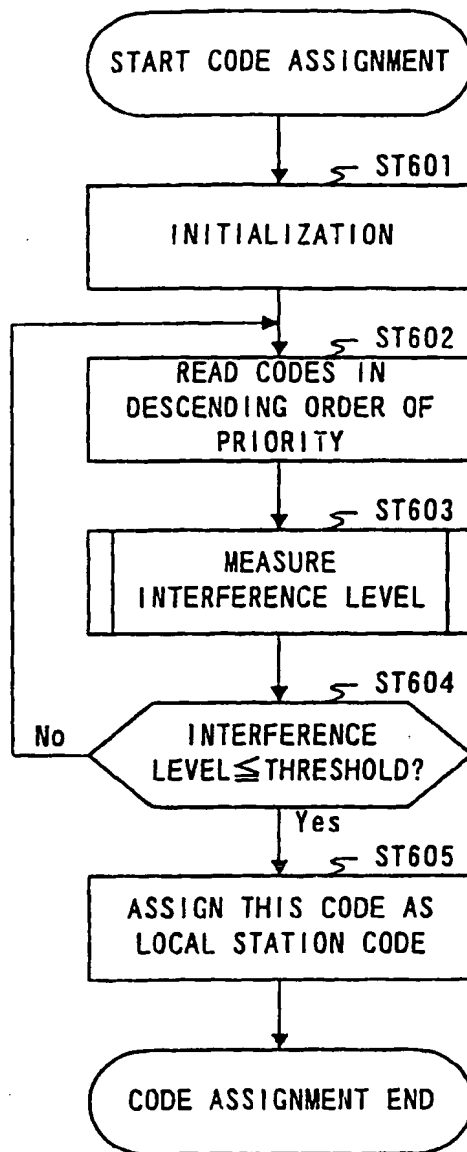 START CODE ASSIGNMENT
ST601
INITIALIZATION
ST602
READ CODES IN
DESCENDING ORDER OF
PRIORITY
ST603
MEASURE
INTERFERENCE LEVEL
ST604
No
INTERFERENCE
LEVEL≦THRESHOLD?
Yes
ST605
ASSIGN THIS CODE AS
LOCAL STATION CODE
CODE ASSIGNMENT END